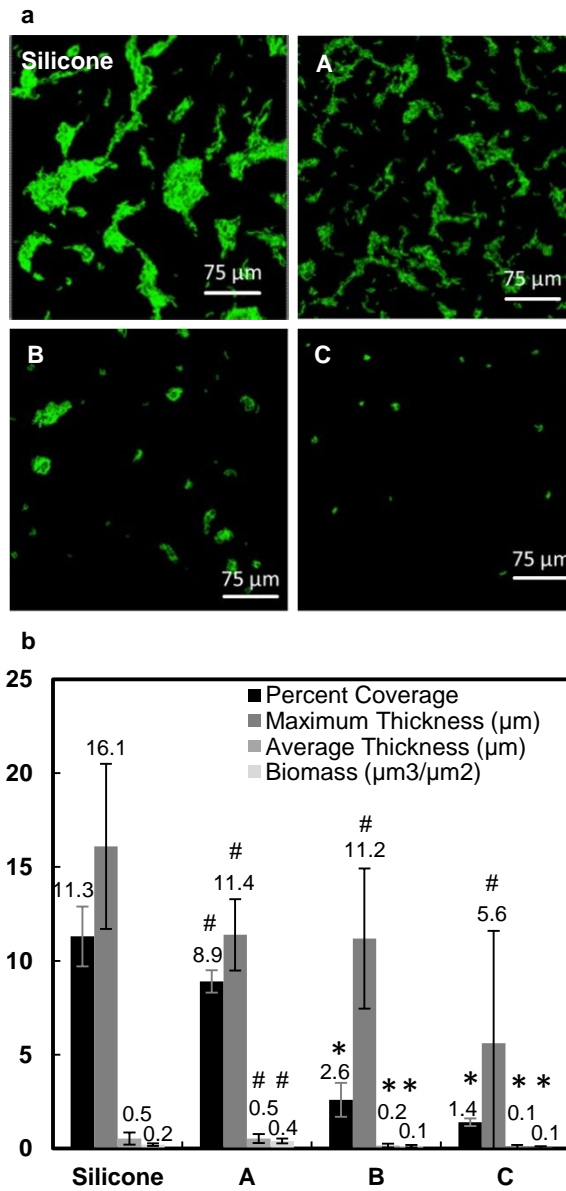 a
Silicone
75 µm
A
75 µm
B
75 µm
C
75 µm
b
25
20
15
10
5
0
Percent Coverage
Maximum Thickness (µm)
Average Thickness (µm)
Biomass (µm3/µm2)
11.3
16.1
0.5
0.2
#
8.9
#
11.4
# #
0.5
0.4
*
2.6
#
11.2
* *
0.2
0.1
*
1.4
#
5.6
* *
0.1
0.1
Silicone A B C